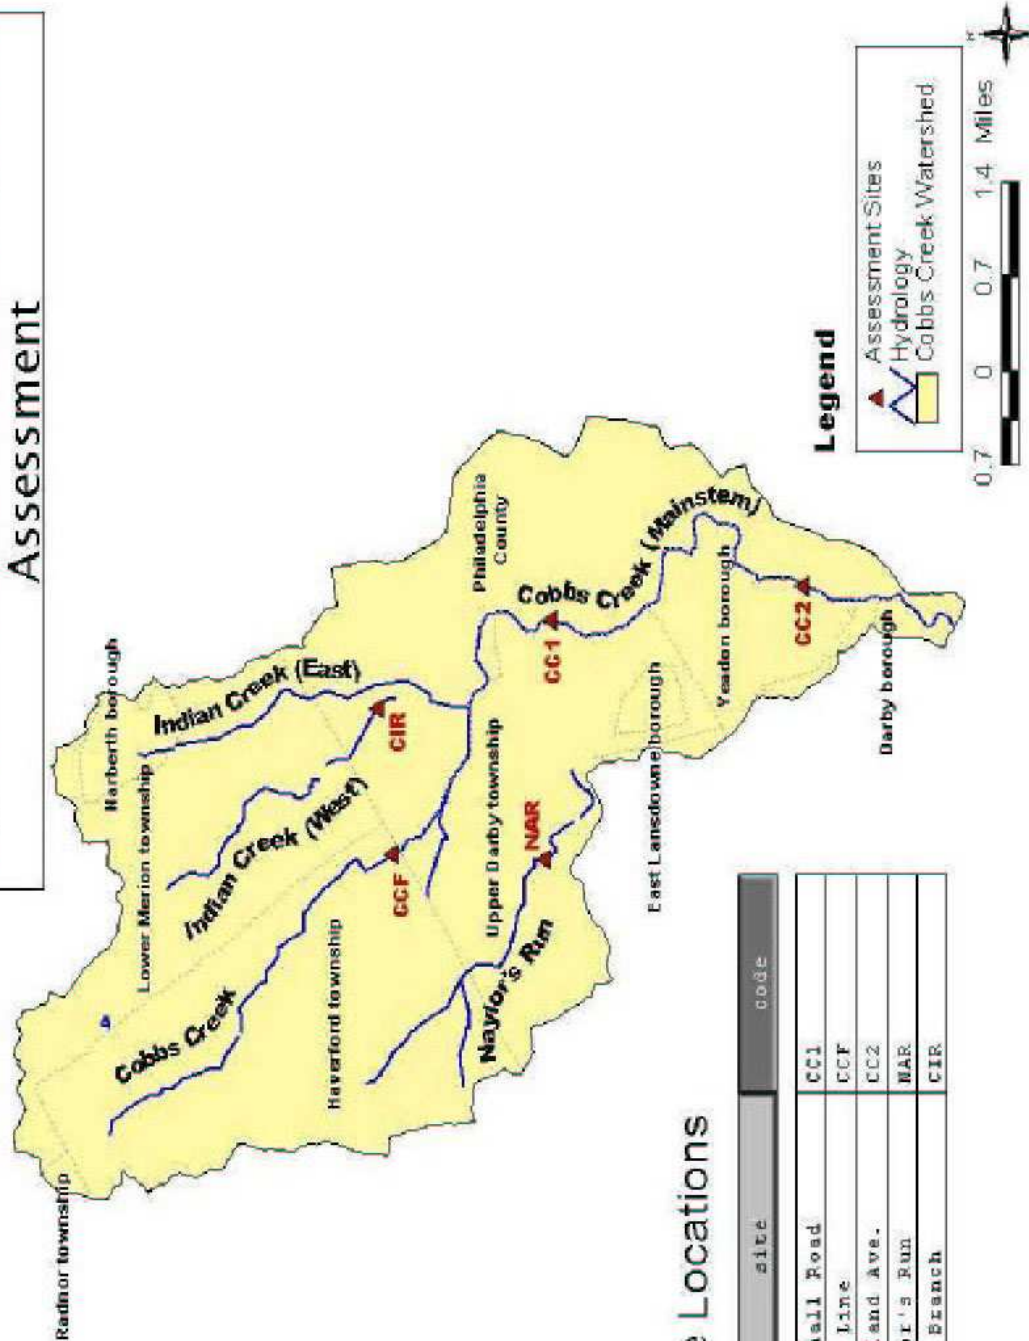 Assessment
Radnor township
Cobbs Creek
Lower Merion township
Narberth borough
Indian Creek (East)
Indian Creek (West)
Haverford township
CCF
CIR
Upper Darby township
Naylor's Run
NAR
Philadelphia
County
CC1
Cobbs Creek (Mainstem)
East Lansdowne borough
Yeadon borough
CC2
Darby borough
Legend
Assessment Sites
Hydrology
Cobbs Creek Watershed
0.7 0 0.7 1.4 Miles
N
Locations
site code
Road CC1
Line CCF
Ave. CC2
Run NAR
Branch CIR